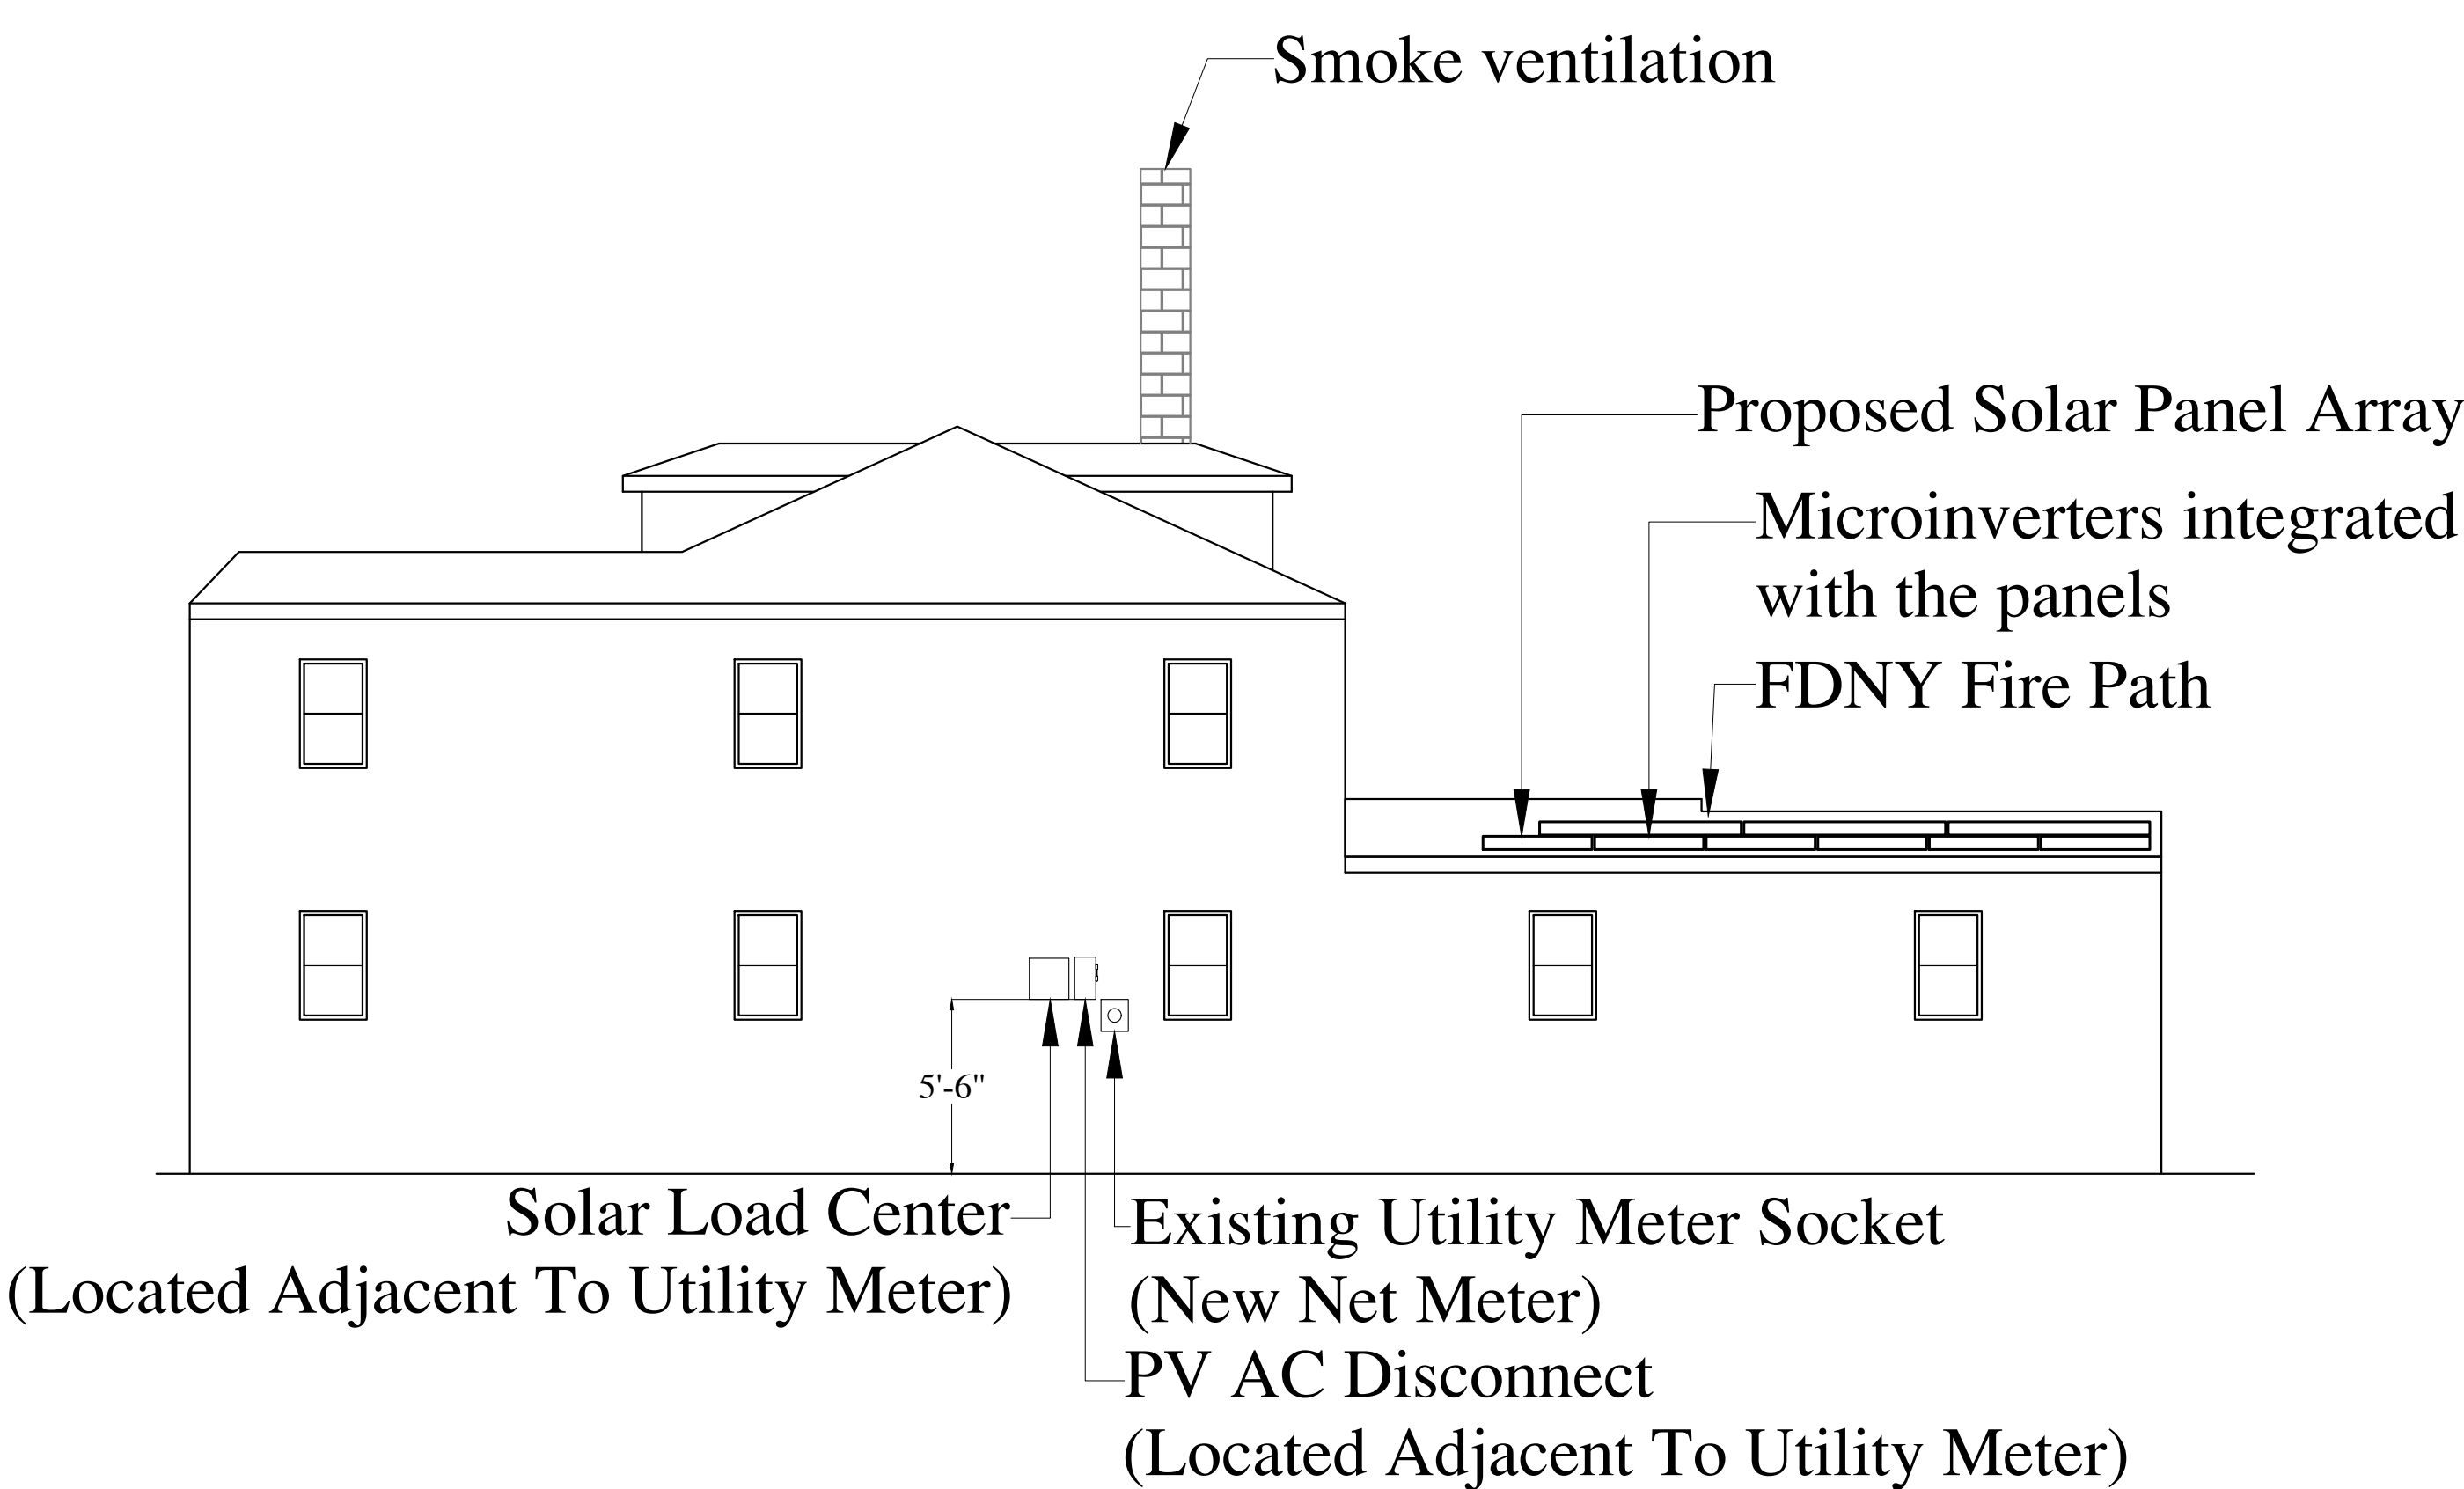 Smoke ventilation
Proposed Solar Panel Array
Microinverters integrated
with the panels
FDNY Fire Path
5'-6"
Solar Load Center
(Located Adjacent To Utility Meter)
Existing Utility Meter Socket
(New Net Meter)
PV AC Disconnect
(Located Adjacent To Utility Meter)